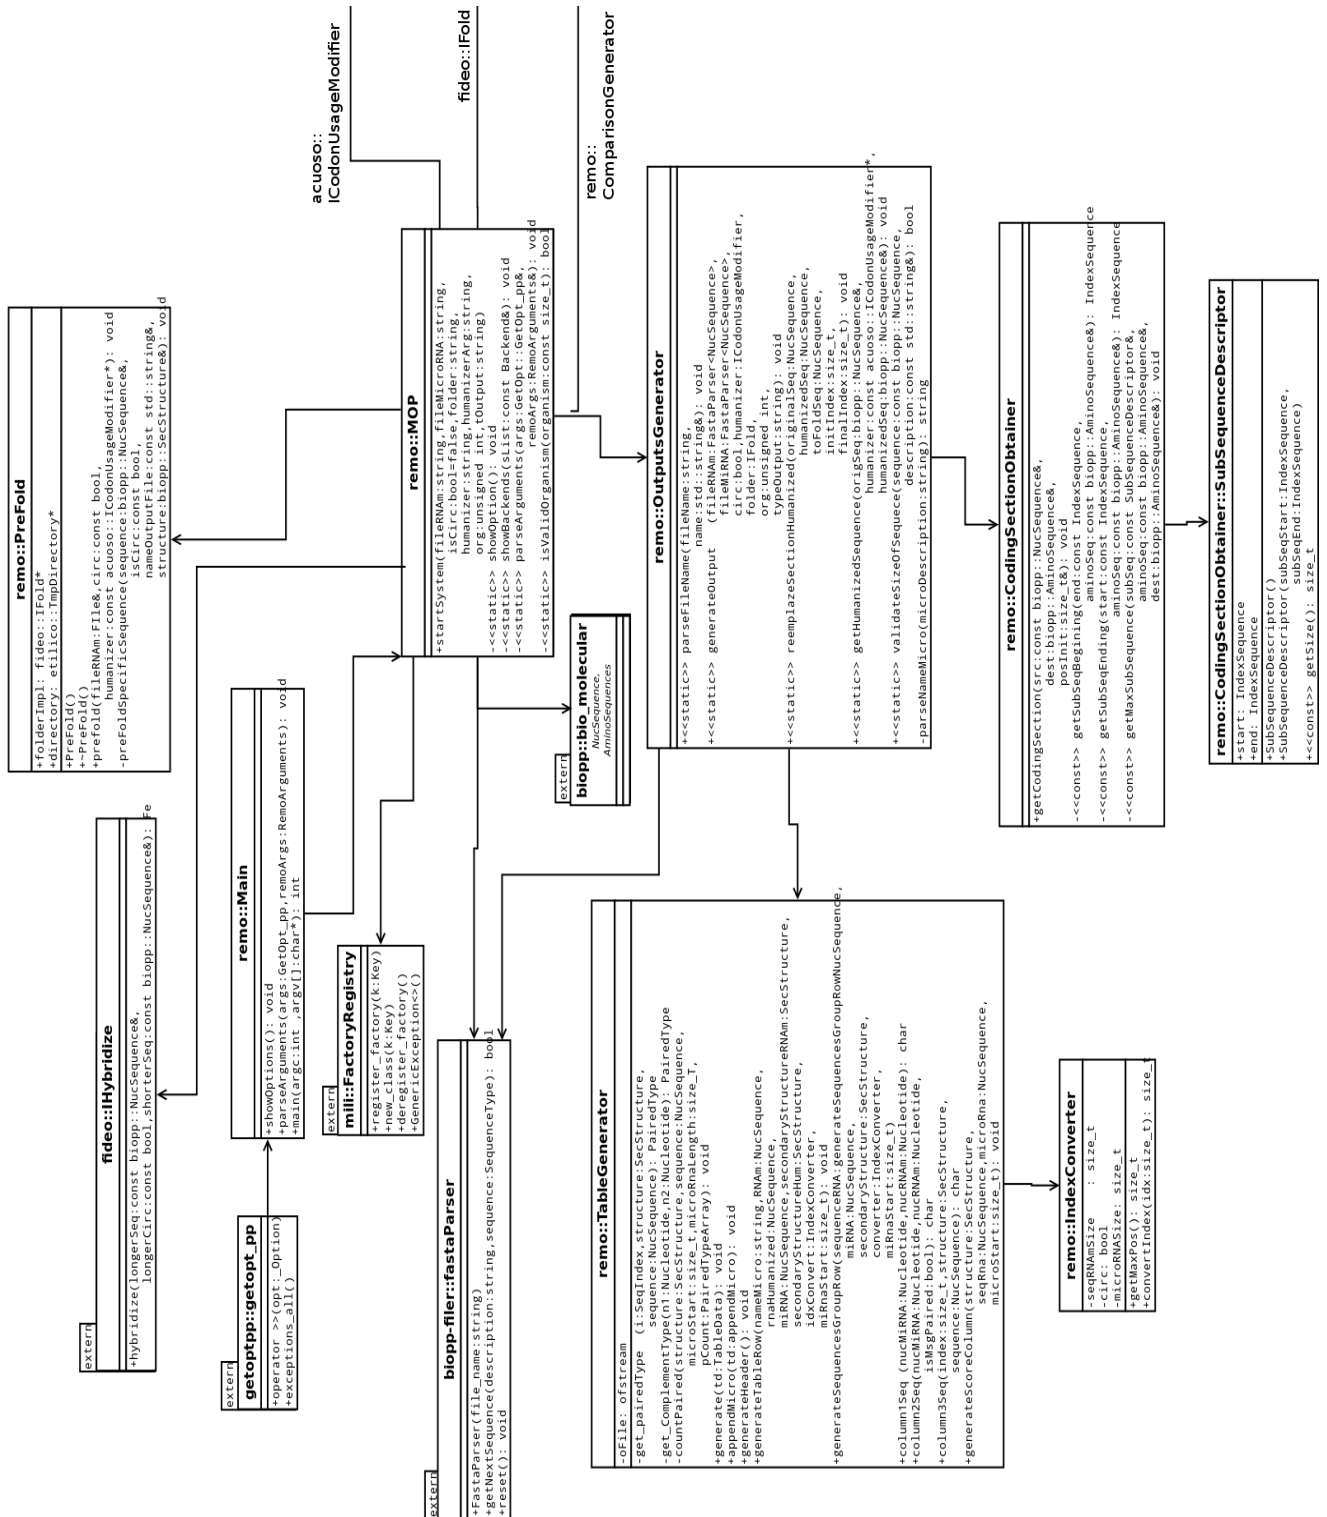 acuoso::
ICodonUsageModifier
fideo::IFold
remo::
ComparisonGenerator
remo::PreFold
+folderImpl: fideo::IFold*
+directory: etilico::TmpDirectory*
+PreFold()
+~PreFold()
+prefold(fileRNAm:FIle&,circ:const bool,
humanizer:const acuoso::ICodonUsageModifier*): void
-preFoldSpecificSequence(sequence:biopp::NucSequence&,
isCirc:const bool,
nameOutputFile:const std::string&,
structure:biopp::SecStructure&): void
extern
fideo::IHybridize
+hybridize(longerSeq:const biopp::NucSequence&,
longerCirc:const bool,shorterSeq:const biopp::NucSequence&): Fe
remo::Main
+showOptions(): void
+parseArguments(args:GetOpt_pp,remoArgs:RemoArguments): void
+main(argc:int ,argv[]:char*): int
extern
getoptpp::getopt_pp
+operator >>(opt:_Option)
+exceptions_all()
extern
mili::FactoryRegistry
+register_factory(k:Key)
+new_class(k:Key)
+deregister_factory()
+GenericException<>()
remo::MOP
+startSystem(fileRNAm:string,fileMicroRNA:string,
isCirc:bool=false,folder:string,
humanizer:string,humanizerArg:string,
org:unsigned int,tOutput:string)
-<<static>> showOption(): void
-<<static>> showBackends(sList:const Backend&): void
-<<static>> parseArguments(args:GetOpt::GetOpt_pp&,
remoArgs:RemoArguments&): void
-<<static>> isValidOrganism(organism:const size_t): bool
extern
biopp::bio_molecular
NucSequence,
AminoSequences
extern
biopp-filer::fastaParser
+FastaParser(file_name:string)
+getNextSequence(description:string,sequence:SequenceType): bool
+reset(): void
remo::OutputsGenerator
+<<static>> parseFileName(fileName:string,
name:std::string&): void
+<<static>> generateOutput (fileRNAm:FastaParser<NucSequence>,
fileMiRNA:FastaParser<NucSequence>,
circ:bool,humanizer:ICodonUsageModifier,
folder:IFold,
org:unsigned int,
typeOutput:string): void
+<<static>> reemplazeSectionHumanized(originalSeq:NucSequence,
humanizedSeq:NucSequence,
toFoldSeq:NucSequence,
initIndex:size_t,
finalIndex:size_t): void
+<<static>> getHumanizedSequence(origSeq:biopp::NucSequence&,
humanizer:const acuoso::ICodonUsageModifier*,
humanizedSeq:biopp::NucSequence&): void
+<<static>> validateSizeOfSequece(sequence:const biopp::NucSequence,
description:const std::string&): bool
-parseNameMicro(microDescription:string): string
remo::TableGenerator
-oFile: ofstream
-get_pairedType (i:SeqIndex,structure:SecStructure,
sequence:NucSequence): PairedType
-get_ComplementType(n1:Nucleotide,n2:Nucleotide): PairedType
-countPaired(structure:SecStructure,sequence:NucSequence,
microStart:size_t,microRnaLength:size_T,
pCount:PairedTypeArray): void
+generate(td:TableData): void
+appendMicro(td:appendMicro): void
+generateHeader(): void
+generateTableRow(nameMicro:string,RNAm:NucSequence,
rnaHumanized:NucSequence,
miRNA:NucSequence,secondaryStructureRNAm:SecStructure,
secondaryStructureHum:SecStructure,
idxConvert:IndexConverter,
miRnaStart:size_t): void
+generateSequencesGroupRow(sequenceRNA:generateSequencesGroupRowNucSequence,
miRNA:NucSequence,
secondaryStructure:SecStructure,
converter:IndexConverter,
miRnaStart:size_t)
+column1Seq (nucMiRNA:Nucleotide,nucRNAm:Nucleotide): char
+column2Seq(nucMiRNA:Nucleotide,nucRNAm:Nucleotide,
isMsgPaired:bool): char
+column3Seq(index:size_t,structure:SecStructure,
sequence:NucSequence): char
+generateScoreColumn(structure:SecStructure,
seqRna:NucSequence,microRna:NucSequence,
microStart:size_t): void
remo::CodingSectionObtainer
+getCodingSection(src:const biopp::NucSequence&,
dest:biopp::AminoSequence&,
posInit:size_t&): void
-<<const>> getSubSeqBegining(end:const IndexSequence,
aminoSeq:const biopp::AminoSequence&): IndexSequence
-<<const>> getSubSeqEnding(start:const IndexSequence,
aminoSeq:const biopp::AminoSequence&): IndexSequence
-<<const>> getMaxSubSequence(subSeq:const SubSequenceDescriptor&,
aminoSeq:const biopp::AminoSequence&,
dest:biopp::AminoSequence&): void
remo::IndexConverter
-seqRNAmSize : size_t
-circ: bool
-microRNASize: size_t
+getMaxPos(): size_t
+convertIndex(idx:size_t): size_t
remo::CodingSectionObtainer::SubSequenceDescriptor
+start: IndexSequence
+end: IndexSequence
+SubSequenceDescriptor()
+SubSequenceDescriptor(subSeqStart:IndexSequence,
subSeqEnd:IndexSequence)
+<<const>> getSize(): size_t